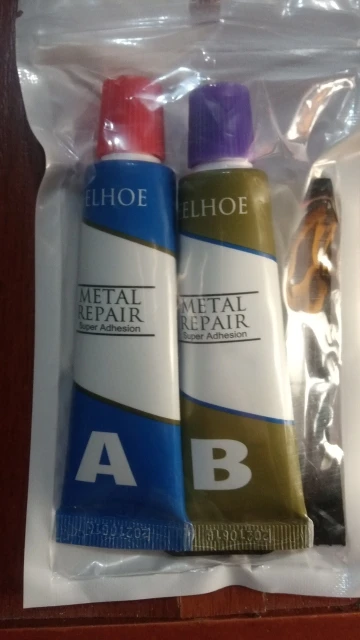 ELHOE
METAL
REPAIR
Super Adhesion
A
ELHOE
METAL
REPAIR
Super Adhesion
B